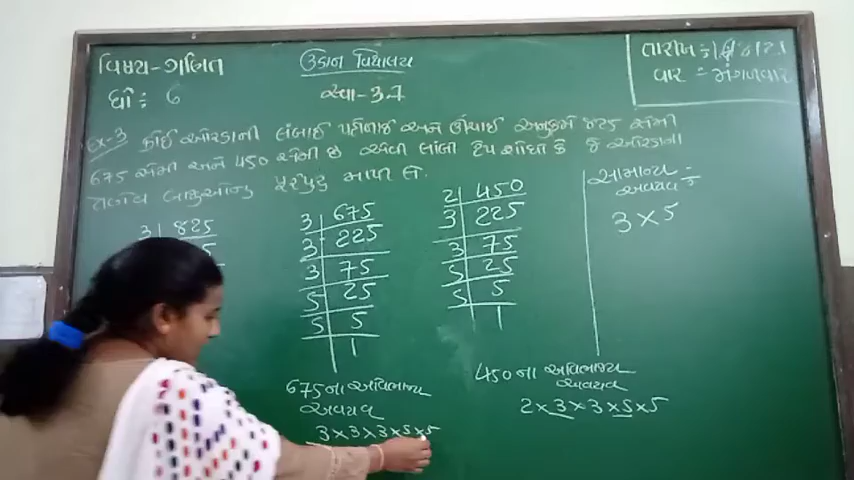 વિષય-ગણિત
ધો : 6
ઉડાન વિદ્યાલય
સ્વા-3.7
તારીખ :-
વાર :- મંગળવાર
Ex-3 કોઈ ઓરડાની લંબાઈ પહોળાઈ અને ઊંચાઈ અનુક્રમે 825 સેમી
675 સેમી અને 450 સેમી છે એવી લાંબી ટેપ શોધો કે જે ઓરડાના
બાજુઓનું પૂરેપુરું માપી લે.
3 | 825
3 | 675
3 | 225
3 | 75
5 | 25
5 | 5
1
2 | 450
3 | 225
3 | 75
5 | 25
5 | 5
1
સામાન્ય
અવયવ :-
3 × 5
675ના અવિભાજ્ય
અવયવ
3×3×3×5×5
450ના અવિભાજ્ય
અવયવ
2×3×3×5×5